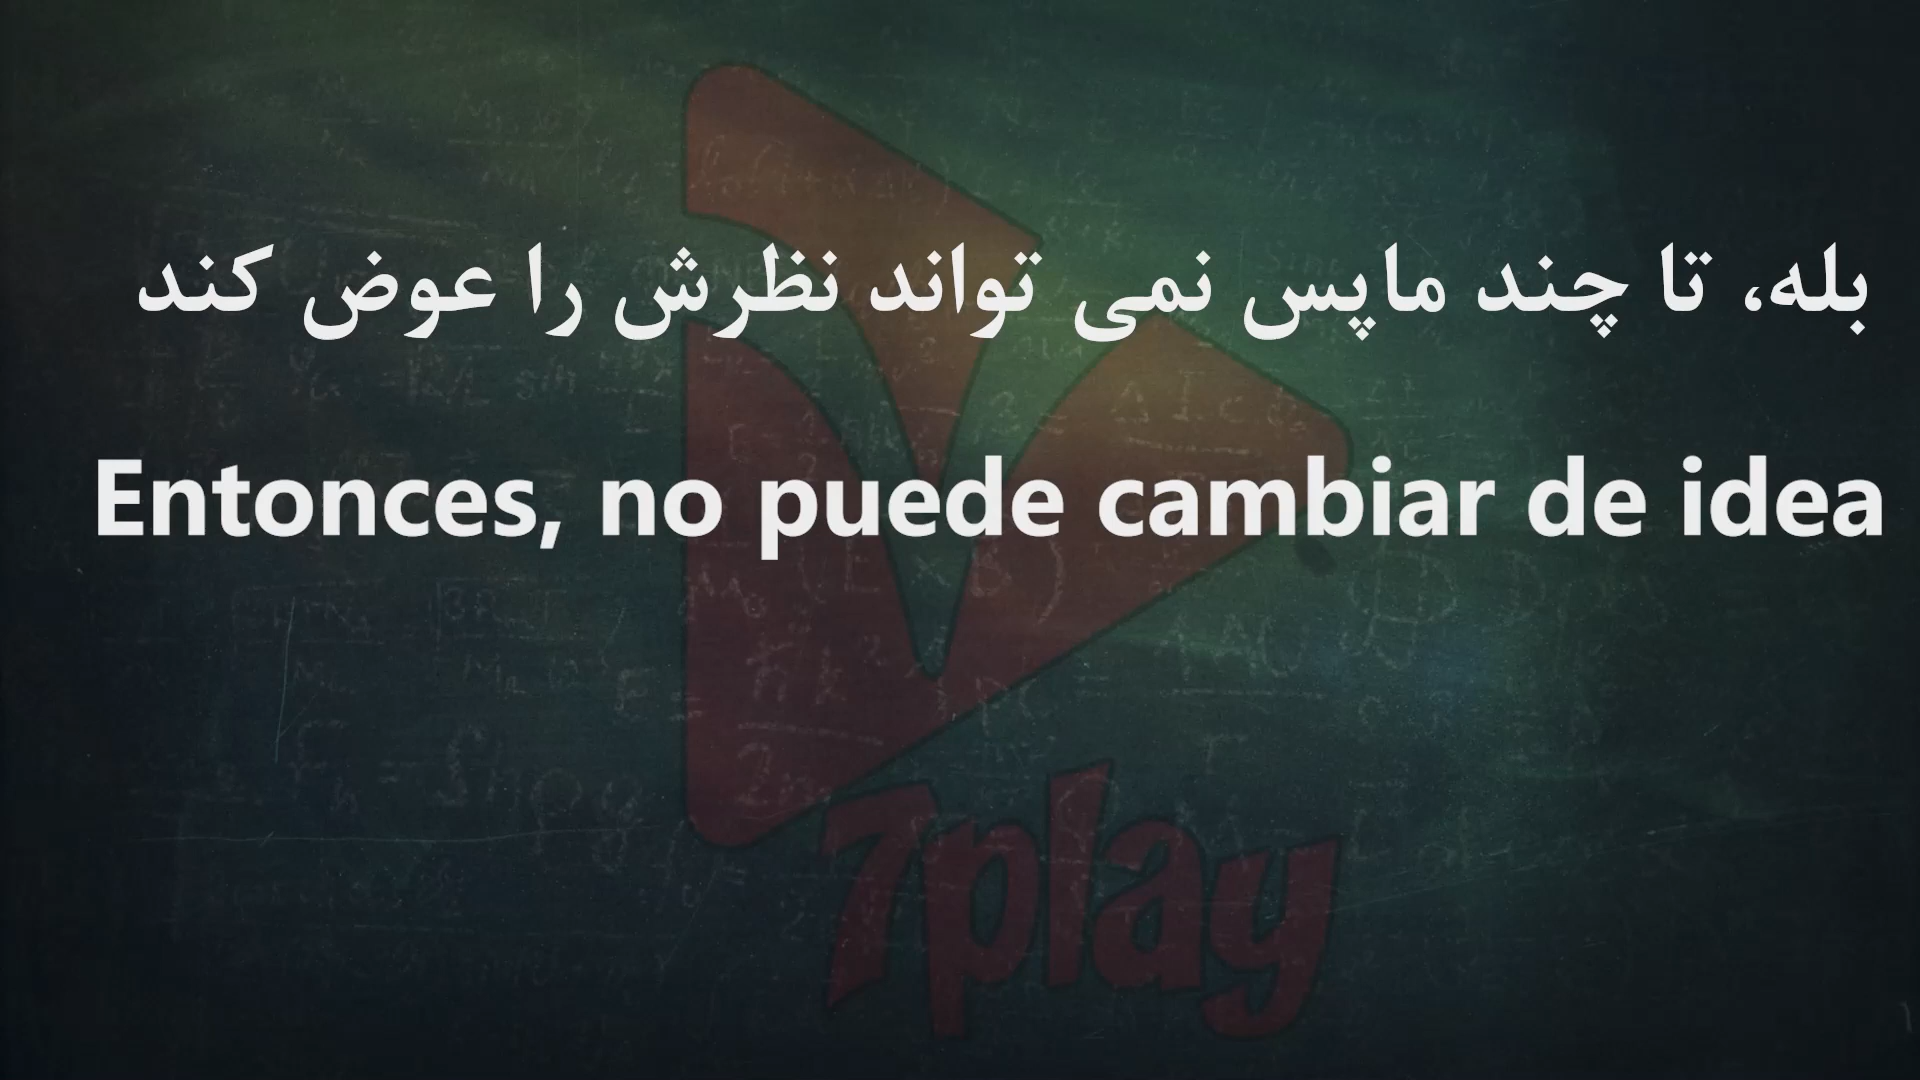 بله، تا چند ماپس نمی تواند نظرش را عوض کند
Entonces, no puede cambiar de idea
7play